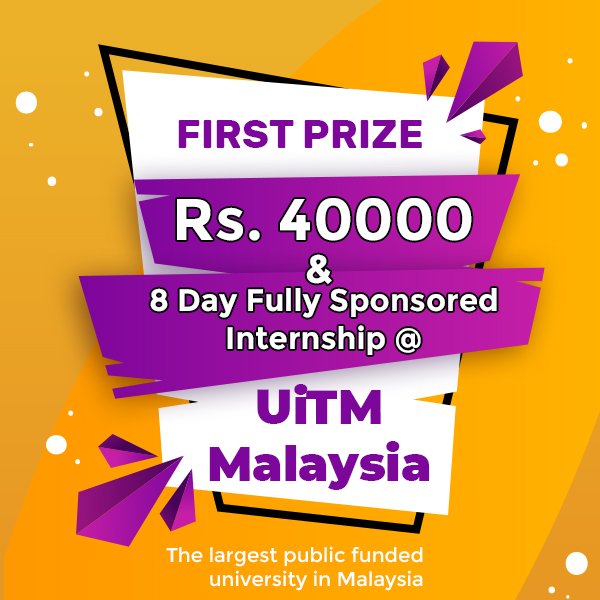 FIRST PRIZE
Rs. 40000
&
8 Day Fully Sponsored
Internship @
UiTM
Malaysia
The largest public funded
university in Malaysia